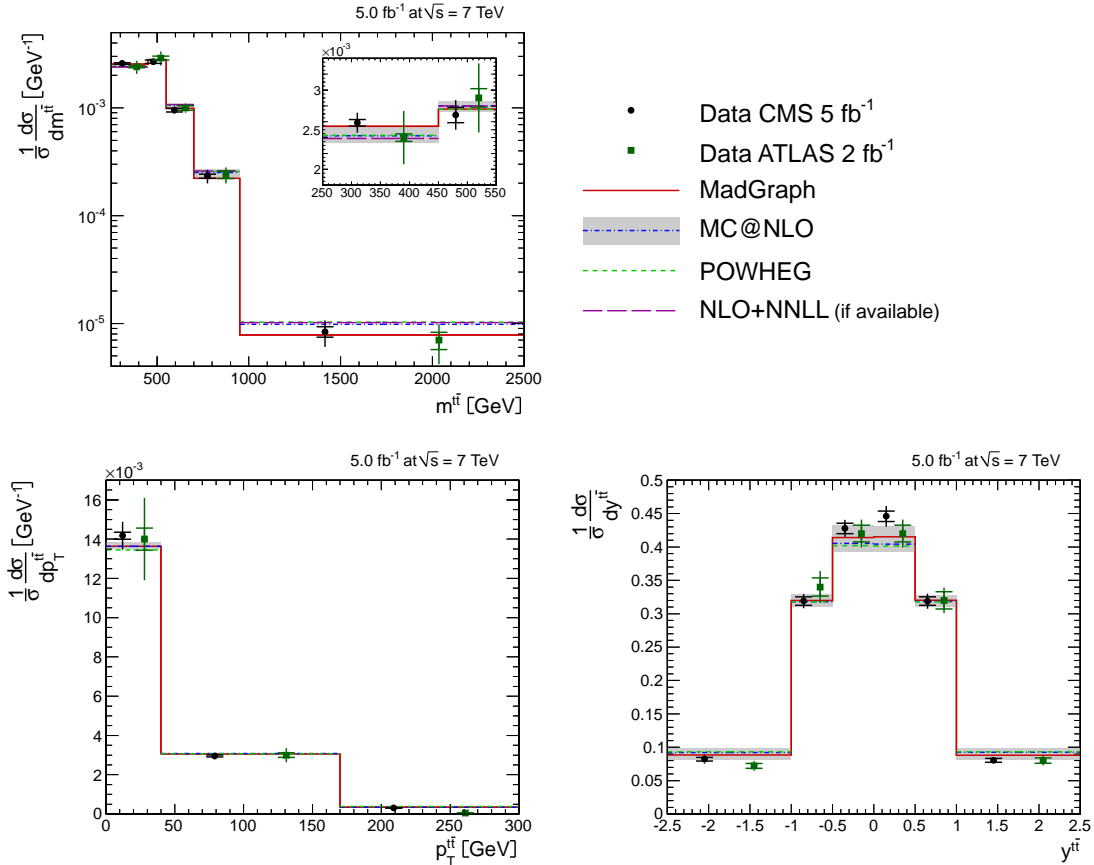 5.0 fb⁻¹ at √s = 7 TeV
1/σ dσ/dm^tt̄ [GeV⁻¹]
10⁻³
10⁻⁴
10⁻⁵
500 1000 1500 2000 2500
m^tt̄ [GeV]
×10⁻³
3
2.5
2
250 300 350 400 450 500 550
Data CMS 5 fb⁻¹
Data ATLAS 2 fb⁻¹
MadGraph
MC@NLO
POWHEG
NLO+NNLL (if available)
5.0 fb⁻¹ at √s = 7 TeV
×10⁻³
1/σ dσ/dp_T^tt̄ [GeV⁻¹]
16
14
12
10
8
6
4
2
0
0 50 100 150 200 250 300
p_T^tt̄ [GeV]
5.0 fb⁻¹ at √s = 7 TeV
1/σ dσ/dy^tt̄
0.5
0.45
0.4
0.35
0.3
0.25
0.2
0.15
0.1
0.05
0
-2.5 -2 -1.5 -1 -0.5 0 0.5 1 1.5 2 2.5
y^tt̄